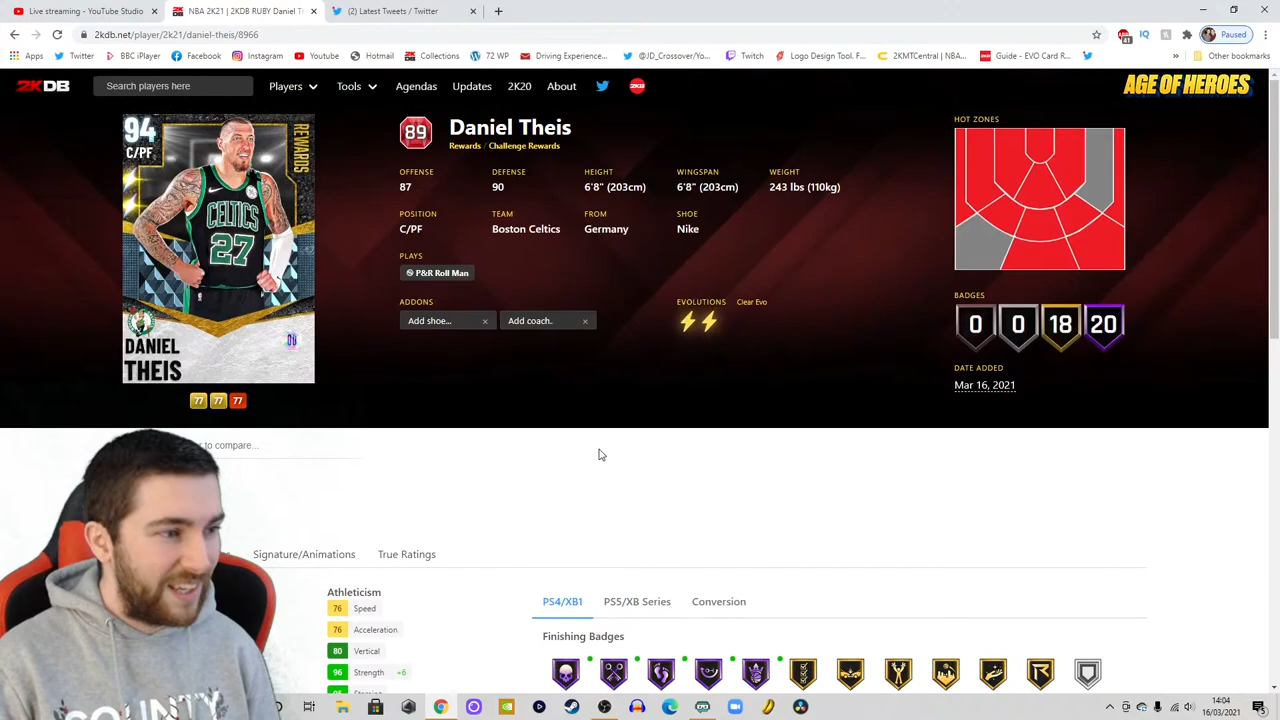 Live streaming - YouTube Studio
NBA 2K21 | 2KDB RUBY Daniel Th
(2) Latest Tweets / Twitter
2kdb.net/player/2k21/daniel-theis/8966
Paused
Apps
Twitter
BBC iPlayer
Facebook
Instagram
Youtube
Hotmail
Collections
72 WP
Driving Experience...
@JD_Crossover/Yo...
Twitch
Logo Design Tool. F...
2KMTCentral | NBA...
Guide - EVO Card R...
Other bookmarks
2KDB
Search players here
Players
Tools
Agendas
Updates
2K20
About
AGE OF HEROES
94
C/PF
REWARDS
CELTICS
27
DANIEL
THEIS
77 77 77
89
Daniel Theis
Rewards / Challenge Rewards
OFFENSE
DEFENSE
HEIGHT
WINGSPAN
WEIGHT
87
90
6'8" (203cm)
6'8" (203cm)
243 lbs (110kg)
POSITION
TEAM
FROM
SHOE
C/PF
Boston Celtics
Germany
Nike
PLAYS
P&R Roll Man
ADDONS
Add shoe...
×
Add coach.
×
EVOLUTIONS
Clear Evo
HOT ZONES
BADGES
0
0
18
20
DATE ADDED
Mar 16, 2021
to compare...
Signature/Animations
True Ratings
Athleticism
76 Speed
76 Acceleration
80 Vertical
96 Strength +6
PS4/XB1
PS5/XB Series
Conversion
Finishing Badges
COUNTY
14:04
16/03/2021